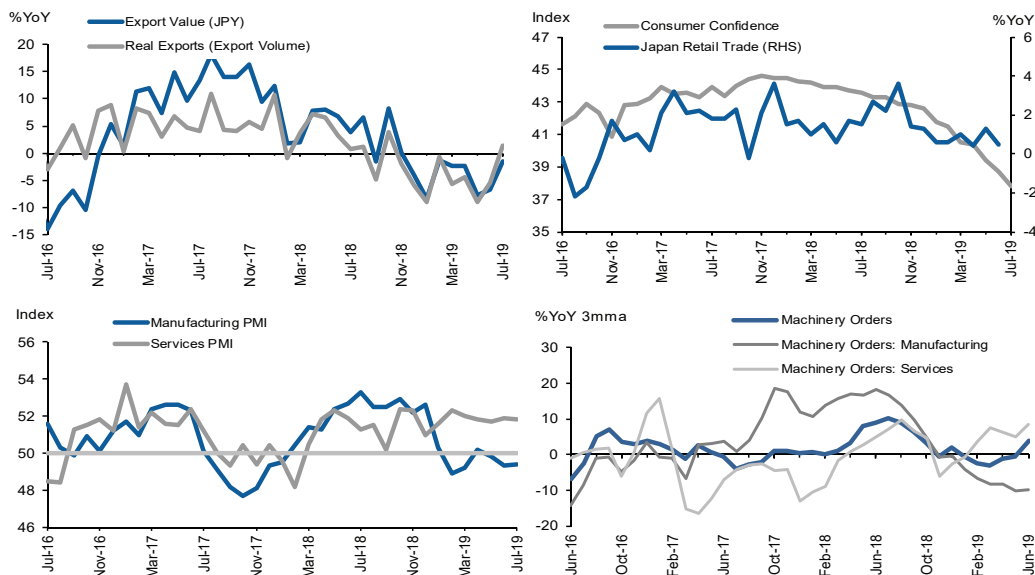 %YoY
Export Value (JPY)
Real Exports (Export Volume)
20
15
10
5
0
-5
-10
-15
Jul-16
Nov-16
Mar-17
Jul-17
Nov-17
Mar-18
Jul-18
Nov-18
Mar-19
Jul-19
Index
Consumer Confidence
Japan Retail Trade (RHS)
%YoY
47
45
43
41
39
37
35
6
4
2
0
-2
-4
Jul-16
Nov-16
Mar-17
Jul-17
Nov-17
Mar-18
Jul-18
Nov-18
Mar-19
Jul-19
Index
Manufacturing PMI
Services PMI
56
54
52
50
48
46
Jul-16
Nov-16
Mar-17
Jul-17
Nov-17
Mar-18
Jul-18
Nov-18
Mar-19
Jul-19
%YoY 3mma
Machinery Orders
Machinery Orders: Manufacturing
Machinery Orders: Services
30
20
10
0
-10
-20
Jun-16
Oct-16
Feb-17
Jun-17
Oct-17
Feb-18
Jun-18
Oct-18
Feb-19
Jun-19